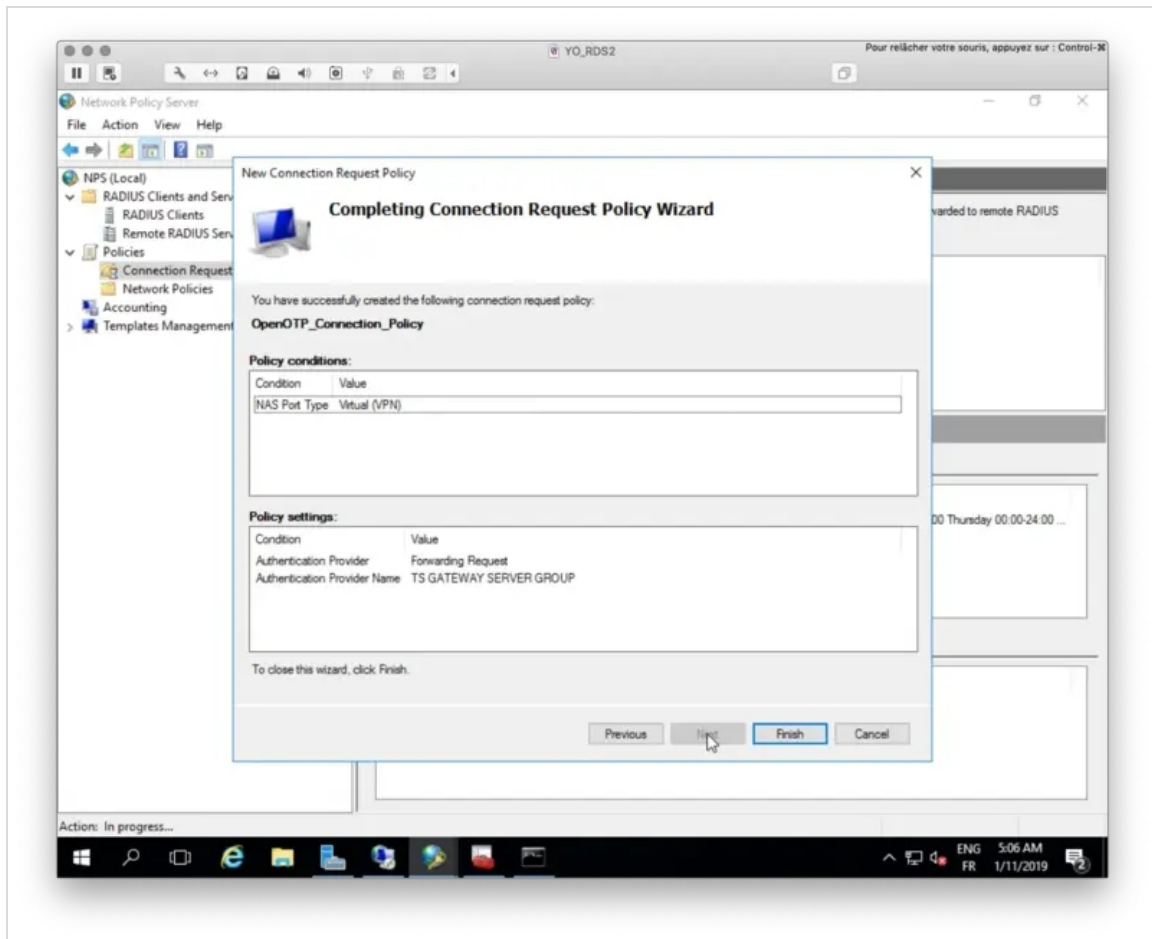 YO_RDS2
Pour relâcher votre souris, appuyez sur : Control-⌘
Network Policy Server
File Action View Help
NPS (Local)
RADIUS Clients and Serv
RADIUS Clients
Remote RADIUS Serv
Policies
Connection Request
Network Policies
Accounting
Templates Management
New Connection Request Policy
Completing Connection Request Policy Wizard
You have successfully created the following connection request policy:
OpenOTP_Connection_Policy
Policy conditions:
Condition Value
NAS Port Type Virtual (VPN)
Policy settings:
Condition Value
Authentication Provider Forwarding Request
Authentication Provider Name TS GATEWAY SERVER GROUP
To close this wizard, click Finish.
Previous Next Finish Cancel
warded to remote RADIUS
00 Thursday 00:00-24:00 ...
Action: In progress...
ENG 5:06 AM
FR 1/11/2019
2